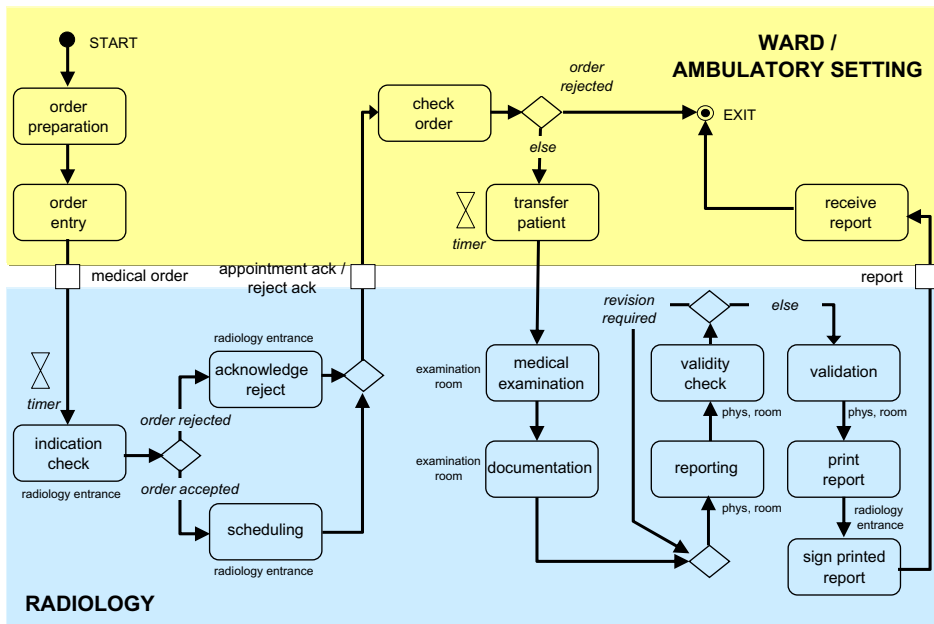 START
WARD /
AMBULATORY SETTING
order
preparation
order
entry
check
order
order
rejected
else
EXIT
timer
transfer
patient
receive
report
medical order
appointment ack /
reject ack
report
timer
indication
check
radiology entrance
order rejected
order accepted
radiology entrance
acknowledge
reject
scheduling
radiology entrance
examination
room
medical
examination
examination
room
documentation
revision
required
else
validity
check
phys, room
reporting
phys, room
validation
phys, room
print
report
radiology
entrance
sign printed
report
RADIOLOGY